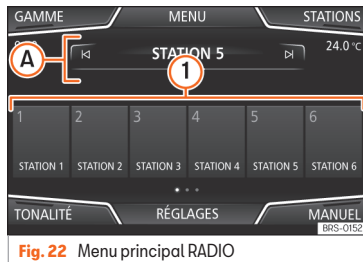 GAMME MENU STATIONS
A STATION 5 24.0 °C
1
1 2 3 4 5 6
STATION 1 STATION 2 STATION 3 STATION 4 STATION 5 STATION 6
TONALITÉ RÉGLAGES MANUEL
BRS-0152
Fig. 22 Menu principal RADIO